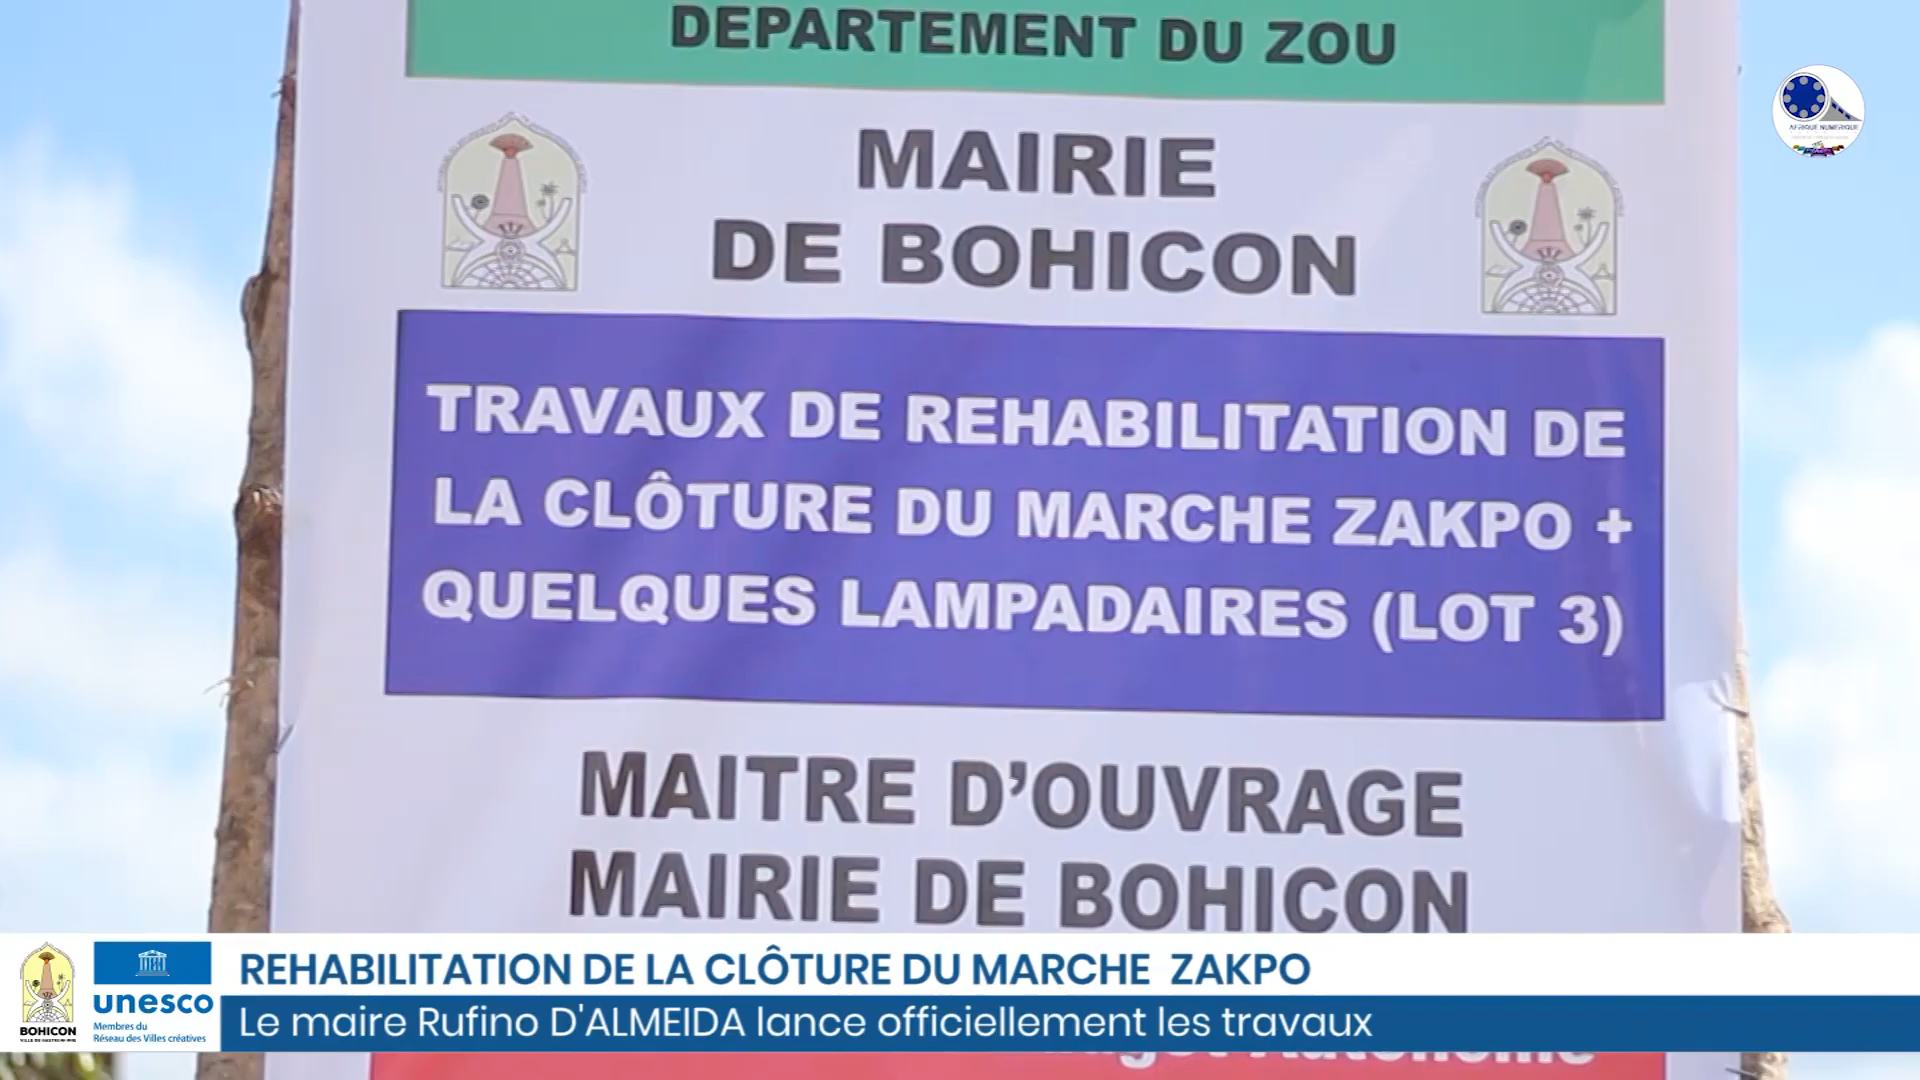 DEPARTEMENT DU ZOU
MAIRIE
DE BOHICON
TRAVAUX DE REHABILITATION DE
LA CLÔTURE DU MARCHE ZAKPO +
QUELQUES LAMPADAIRES (LOT 3)
MAITRE D'OUVRAGE
MAIRIE DE BOHICON
AFRIQUE NUMERIQUE
REHABILITATION DE LA CLÔTURE DU MARCHE ZAKPO
Le maire Rufino D'ALMEIDA lance officiellement les travaux
BOHICON
unesco
Membres du
Réseau des Villes créatives